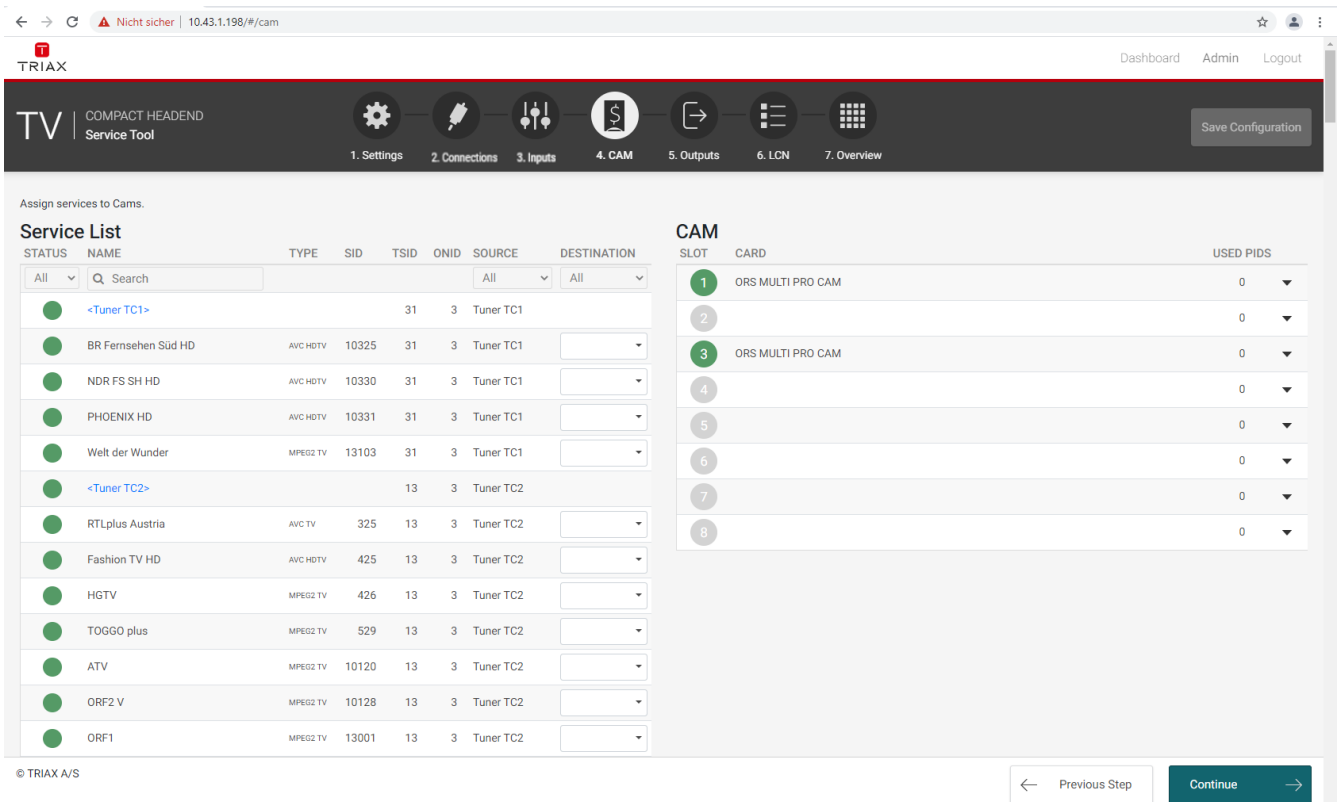 Nicht sicher | 10.43.1.198/#/cam
TRIAX
Dashboard Admin Logout
TV | COMPACT HEADEND
Service Tool
1. Settings 2. Connections 3. Inputs 4. CAM 5. Outputs 6. LCN 7. Overview
Save Configuration
Assign services to Cams.
Service List
STATUS NAME TYPE SID TSID ONID SOURCE DESTINATION
All Search All All
<Tuner TC1> 31 3 Tuner TC1
BR Fernsehen Süd HD AVC HDTV 10325 31 3 Tuner TC1
NDR FS SH HD AVC HDTV 10330 31 3 Tuner TC1
PHOENIX HD AVC HDTV 10331 31 3 Tuner TC1
Welt der Wunder MPEG2 TV 13103 31 3 Tuner TC1
<Tuner TC2> 13 3 Tuner TC2
RTLplus Austria AVC TV 325 13 3 Tuner TC2
Fashion TV HD AVC HDTV 425 13 3 Tuner TC2
HGTV MPEG2 TV 426 13 3 Tuner TC2
TOGGO plus MPEG2 TV 529 13 3 Tuner TC2
ATV MPEG2 TV 10120 13 3 Tuner TC2
ORF2 V MPEG2 TV 10128 13 3 Tuner TC2
ORF1 MPEG2 TV 13001 13 3 Tuner TC2
CAM
SLOT CARD USED PIDS
1 ORS MULTI PRO CAM 0
2 0
3 ORS MULTI PRO CAM 0
4 0
5 0
6 0
7 0
8 0
© TRIAX A/S
Previous Step
Continue